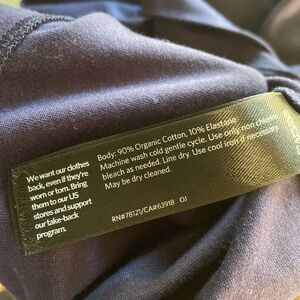 We want our clothes
back, even if they're
worn or torn. Bring
them to our US
stores and support
our take-back
program.
Body: 90% Organic Cotton, 10% Elastane
Machine wash cold gentle cycle. Use only non chlorine
bleach as needed. Line dry. Use cool iron if necessary
May be dry cleaned.
RN#78121/CA#63918 OJ